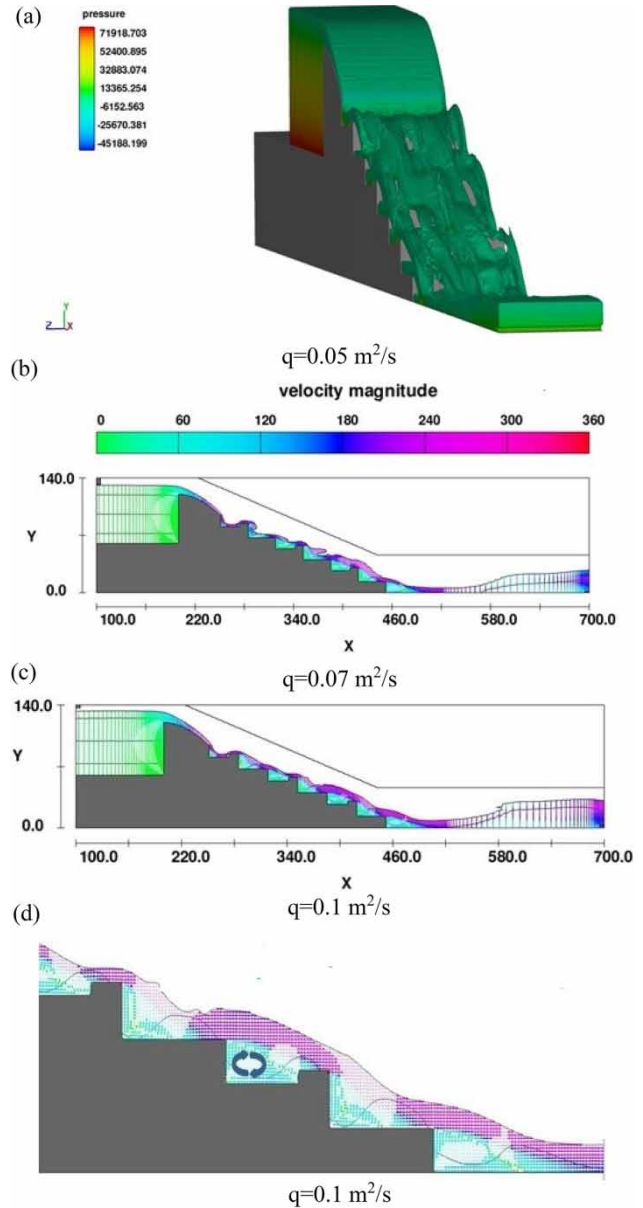 (a)
pressure
71918.703
52400.895
32883.074
13365.254
-6152.563
-25670.381
-45188.199
Y
Z X
q=0.05 m²/s
(b)
velocity magnitude
0 60 120 180 240 300 360
140.0
Y
0.0
100.0 220.0 340.0 460.0 580.0 700.0
X
q=0.07 m²/s
(c)
140.0
Y
0.0
100.0 220.0 340.0 460.0 580.0 700.0
X
q=0.1 m²/s
(d)
q=0.1 m²/s